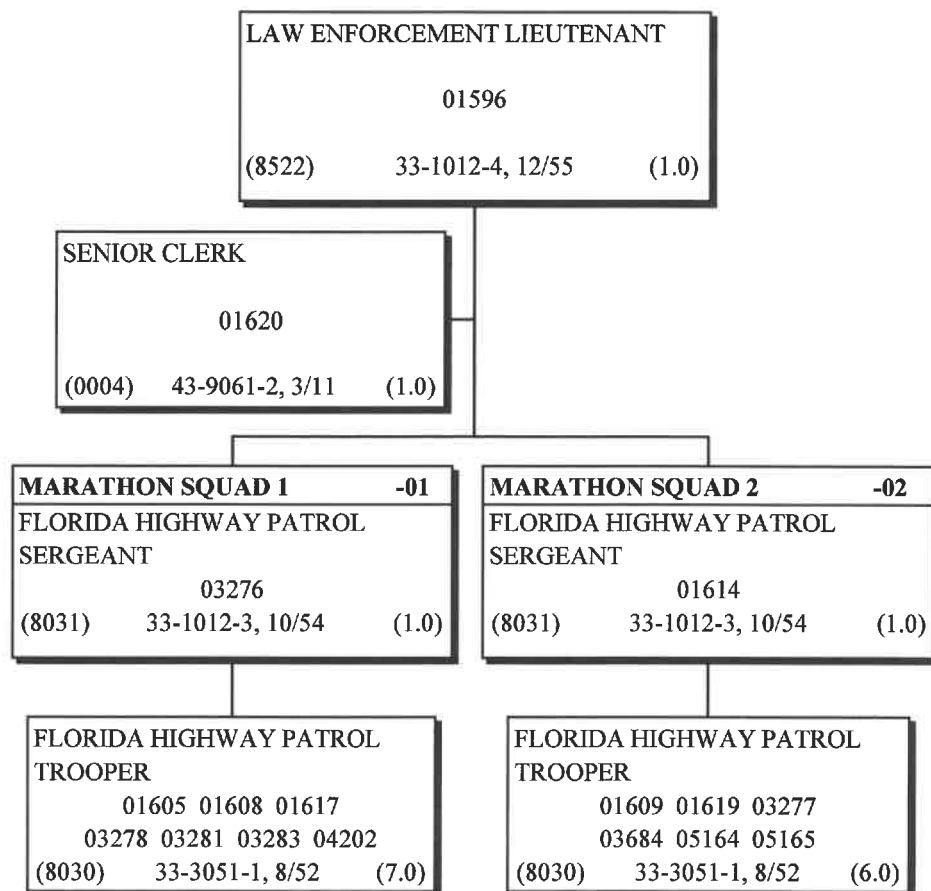 LAW ENFORCEMENT LIEUTENANT
01596
(8522) 33-1012-4, 12/55 (1.0)
SENIOR CLERK
01620
(0004) 43-9061-2, 3/11 (1.0)
MARATHON SQUAD 1 -01
FLORIDA HIGHWAY PATROL
SERGEANT
03276
(8031) 33-1012-3, 10/54 (1.0)
MARATHON SQUAD 2 -02
FLORIDA HIGHWAY PATROL
SERGEANT
01614
(8031) 33-1012-3, 10/54 (1.0)
FLORIDA HIGHWAY PATROL
TROOPER
01605 01608 01617
03278 03281 03283 04202
(8030) 33-3051-1, 8/52 (7.0)
FLORIDA HIGHWAY PATROL
TROOPER
01609 01619 03277
03684 05164 05165
(8030) 33-3051-1, 8/52 (6.0)